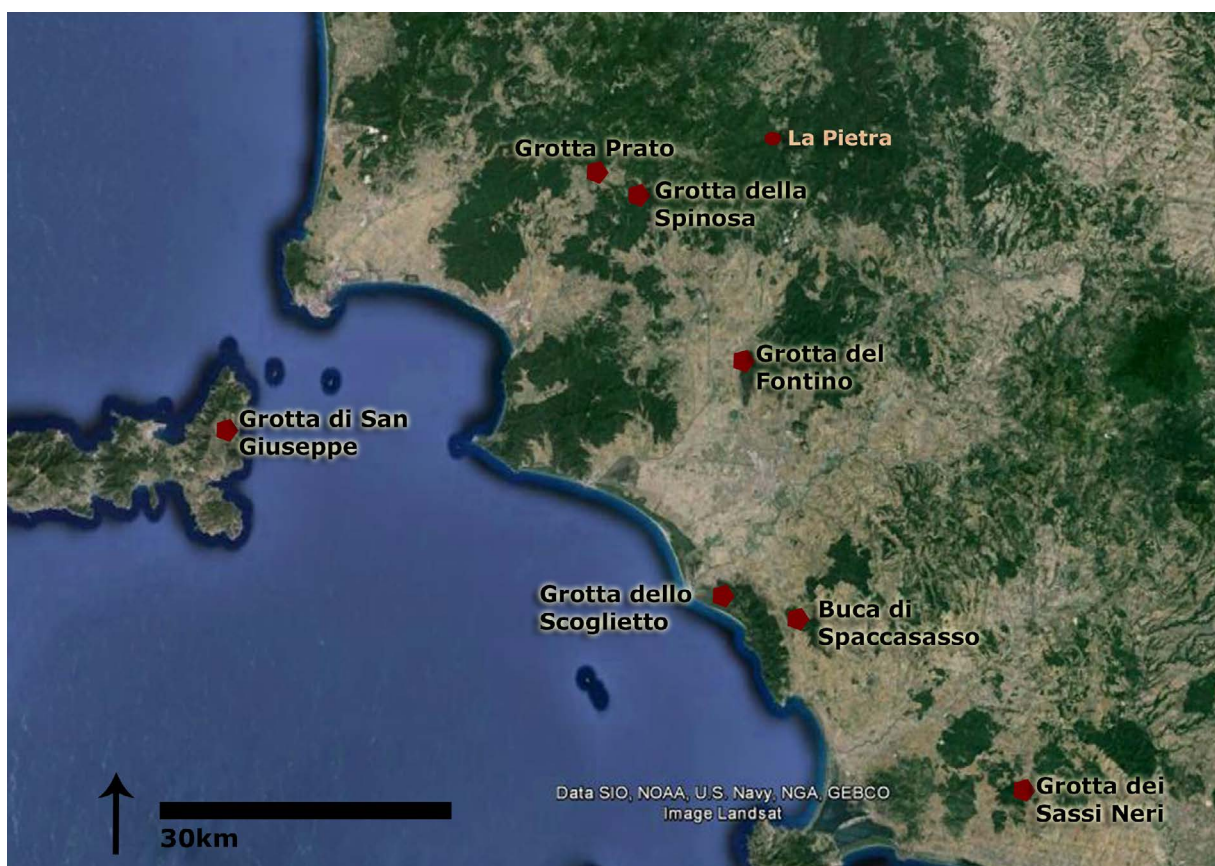 La Pietra
Grotta Prato
Grotta della
Spinosa
Grotta del
Fontino
Grotta di San
Giuseppe
Grotta dello
Scoglietto
Buca di
Spaccasasso
Grotta dei
Sassi Neri
Data SIO, NOAA, U.S. Navy, NGA, GEBCO
Image Landsat
30km